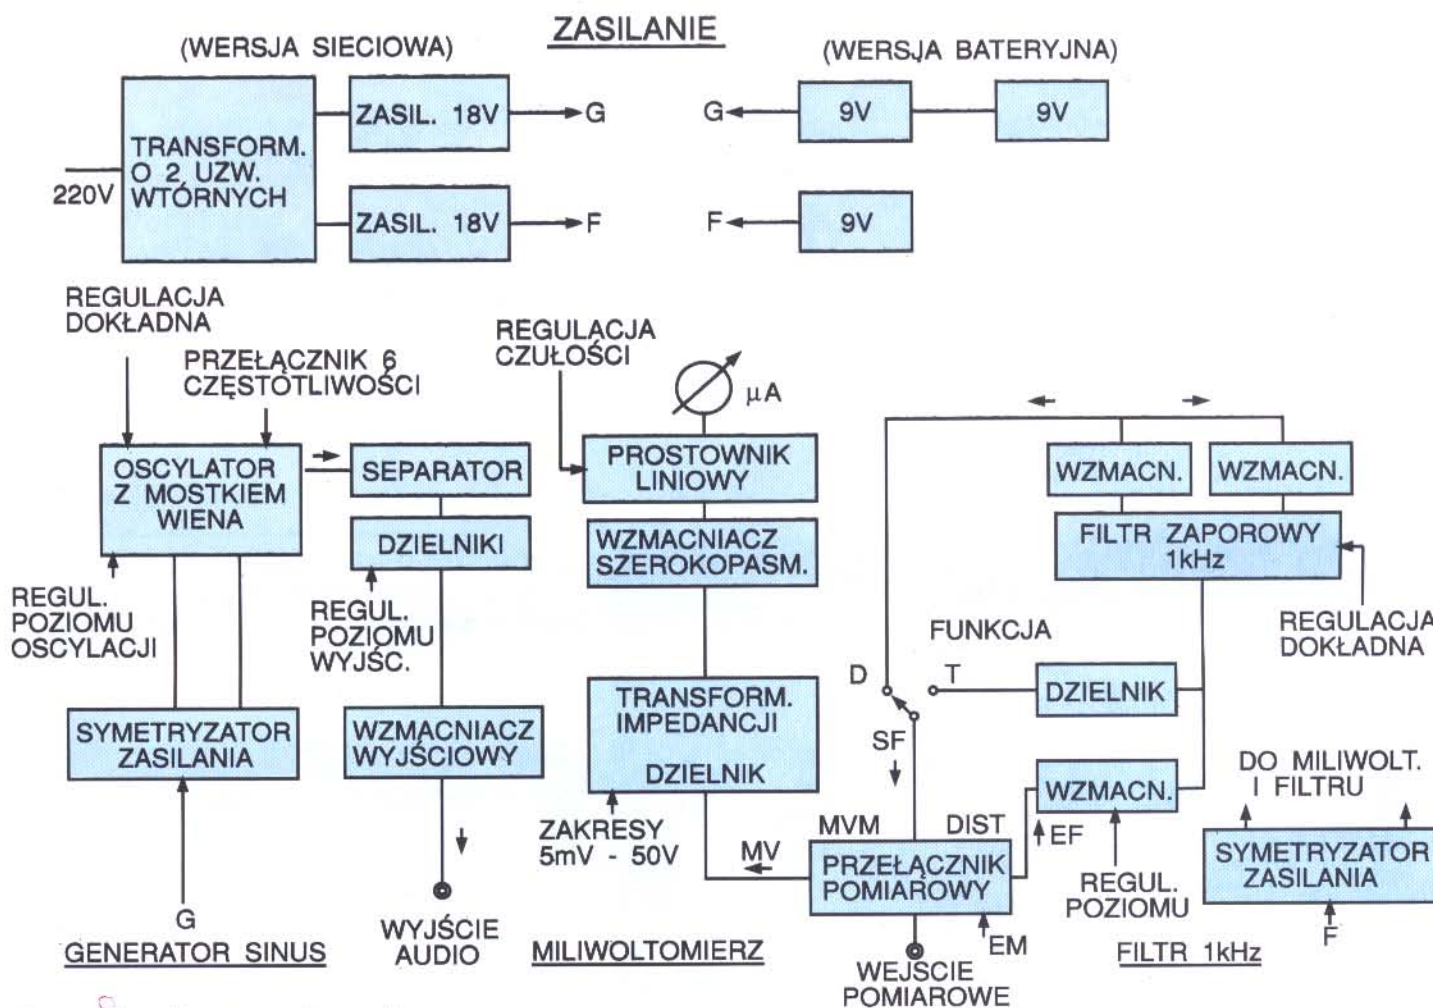 ZASILANIE
(WERSJA SIECIOWA)
(WERSJA BATERYJNA)
220V
TRANSFORM.
O 2 UZW.
WTÓRNYCH
ZASIL. 18V
G
ZASIL. 18V
F
G
9V
9V
F
9V
REGULACJA
DOKŁADNA
PRZEŁĄCZNIK 6
CZĘSTOTLIWOŚCI
OSCYLATOR
Z MOSTKIEM
WIENA
SEPARATOR
DZIELNIKI
REGUL.
POZIOMU
OSCYLACJI
REGUL.
POZIOMU
WYJŚC.
SYMETRYZATOR
ZASILANIA
WZMACNIACZ
WYJŚCIOWY
G
GENERATOR SINUS
WYJŚCIE
AUDIO
REGULACJA
CZUŁOŚCI
μA
PROSTOWNIK
LINIOWY
WZMACNIACZ
SZEROKOPASM.
TRANSFORM.
IMPEDANCJI
DZIELNIK
ZAKRESY
5mV - 50V
MV
MILIWOLTOMIERZ
WZMACN.
WZMACN.
FILTR ZAPOROWY
1kHz
REGULACJA
DOKŁADNA
FUNKCJA
D
T
DZIELNIK
SF
WZMACN.
MVM
DIST
EF
PRZEŁĄCZNIK
POMIAROWY
REGUL.
POZIOMU
EM
WEJŚCIE
POMIAROWE
DO MILIWOLT.
I FILTRU
SYMETRYZATOR
ZASILANIA
F
FILTR 1kHz